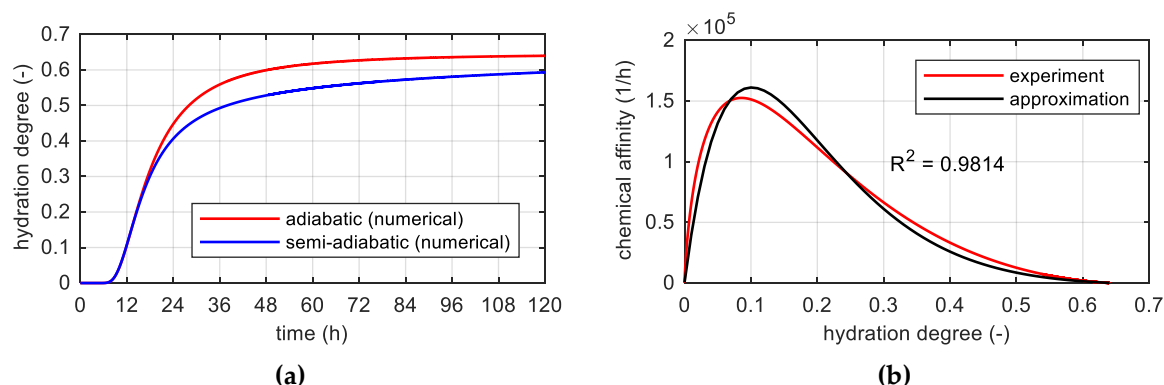 0.7
0.6
0.5
0.4
0.3
0.2
0.1
0
hydration degree (-)
adiabatic (numerical)
semi-adiabatic (numerical)
0 12 24 36 48 60 72 84 96 108 120
time (h)
(a)
×10⁵
2
1.5
1
0.5
0
chemical affinity (1/h)
experiment
approximation
R² = 0.9814
0 0.1 0.2 0.3 0.4 0.5 0.6 0.7
hydration degree (-)
(b)